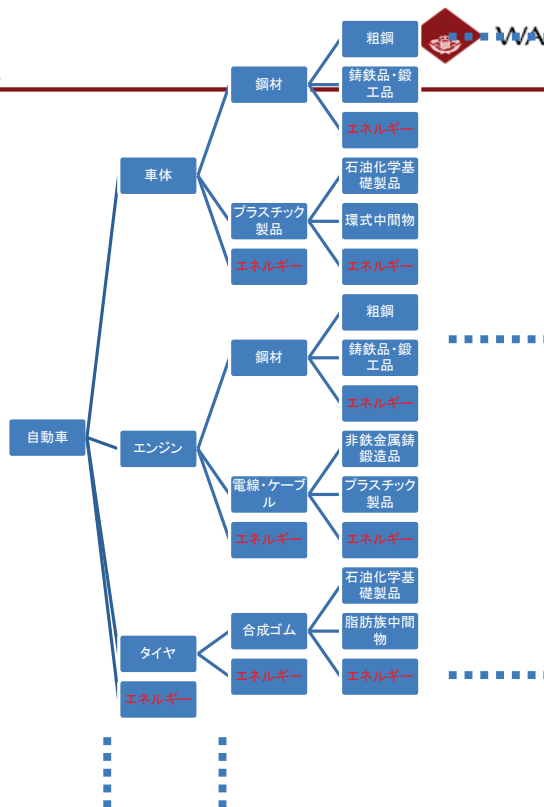 WA
粗鋼
鋼材
鋳鉄品・鍛
工品
エネルギー
車体
石油化学基
礎製品
プラスチック
製品
環式中間物
エネルギー
エネルギー
粗鋼
鋼材
鋳鉄品・鍛
工品
エネルギー
自動車
エンジン
非鉄金属鋳
鍛造品
電線・ケーブ
ル
プラスチック
製品
エネルギー
エネルギー
石油化学基
礎製品
合成ゴム
脂肪族中間
物
タイヤ
エネルギー
エネルギー
エネルギー